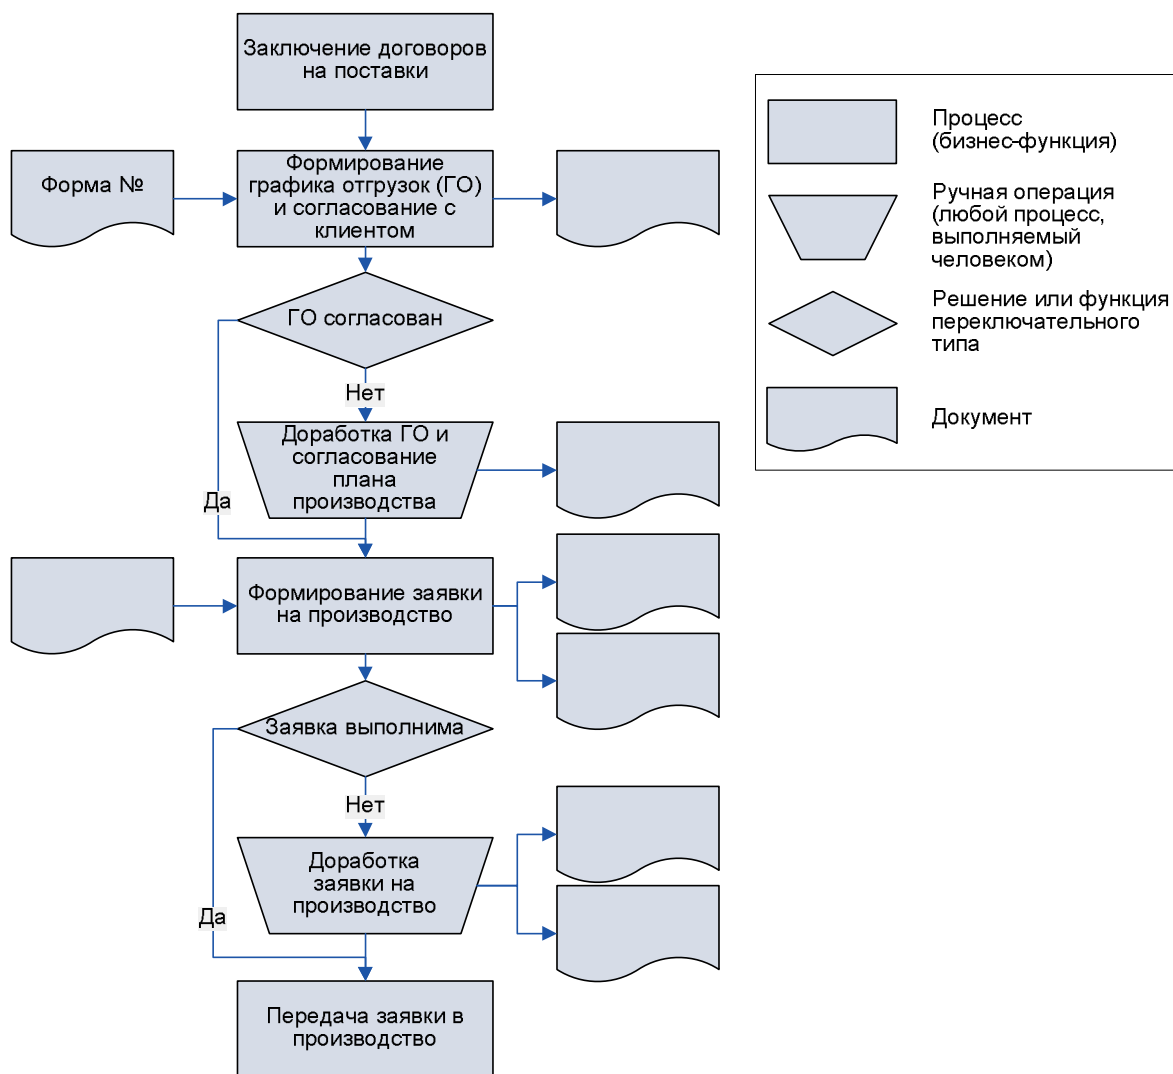 Заключение договоров
на поставки
Форма №
Формирование
графика отгрузок (ГО)
и согласование с
клиентом
ГО согласован
Нет
Доработка ГО и
согласование
плана
производства
Да
Формирование заявки
на производство
Заявка выполнима
Нет
Доработка
заявки на
производство
Да
Передача заявки в
производство
Процесс
(бизнес-функция)
Ручная операция
(любой процесс,
выполняемый
человеком)
Решение или функция
переключательного
типа
Документ